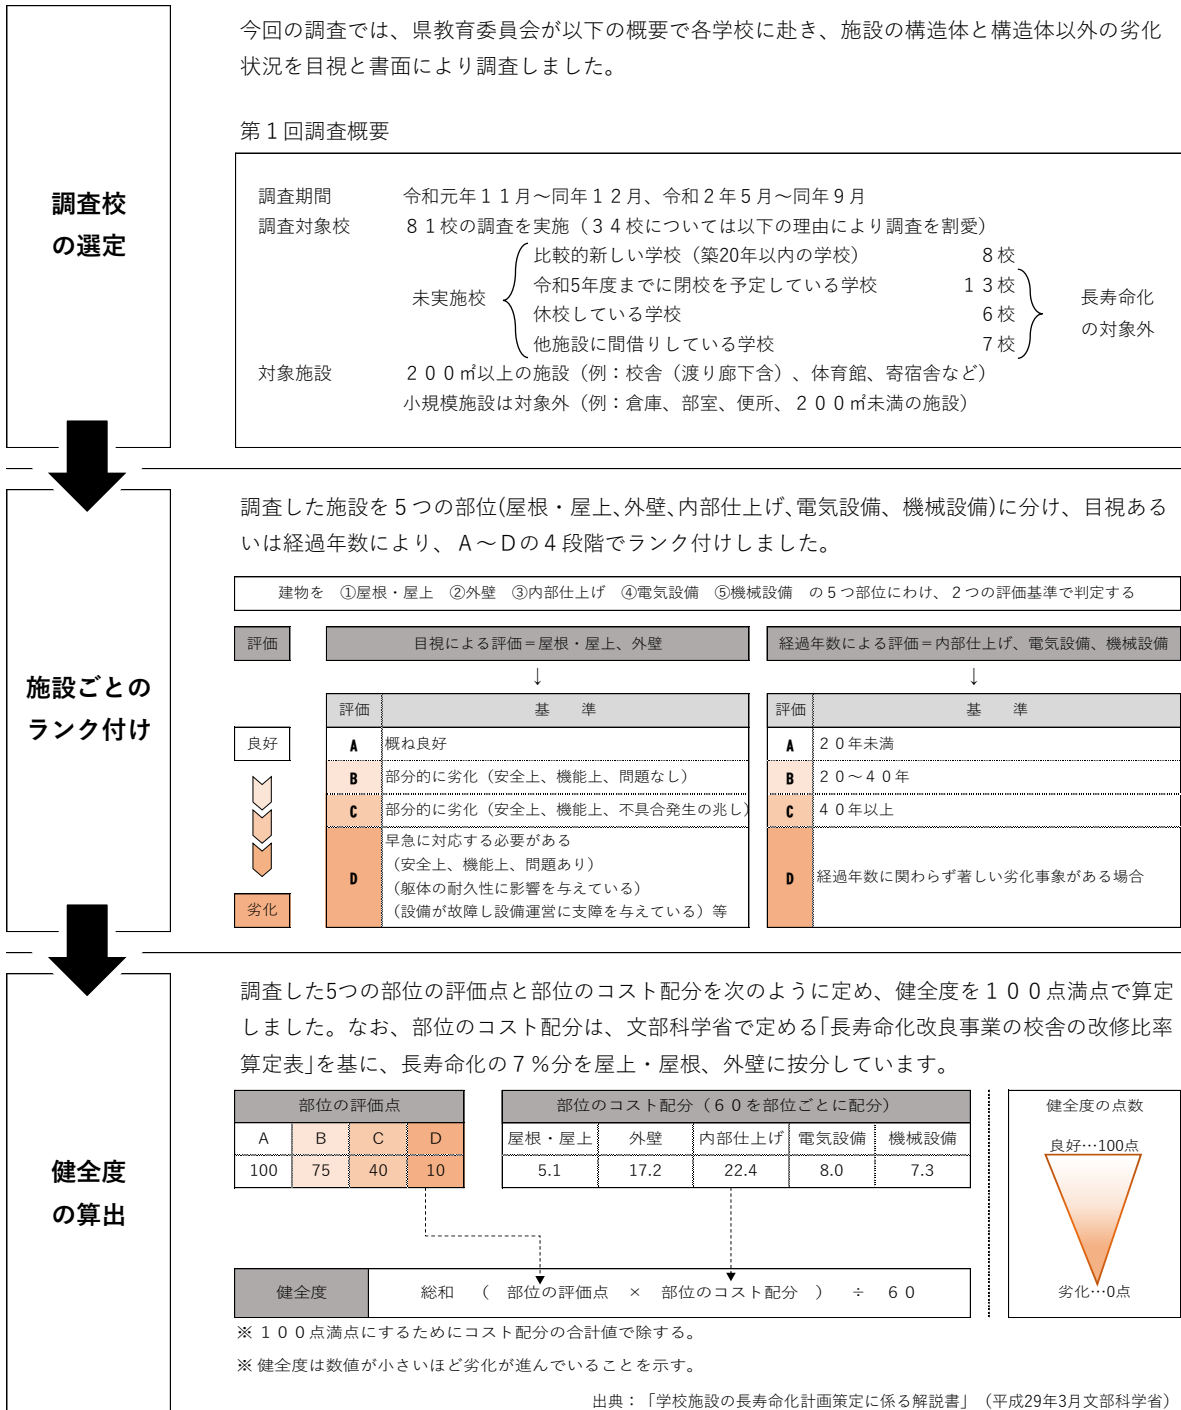 調査校
の選定
今回の調査では、県教育委員会が以下の概要で各学校に赴き、施設の構造体と構造体以外の劣化
状況を目視と書面により調査しました。
第１回調査概要
調査期間　令和元年１１月～同年１２月、令和２年５月～同年９月
調査対象校　８１校の調査を実施（３４校については以下の理由により調査を割愛）
未実施校
比較的新しい学校（築20年以内の学校）　８校
令和5年度までに閉校を予定している学校　１３校
休校している学校　６校
他施設に間借りしている学校　７校
長寿命化
の対象外
対象施設　２００㎡以上の施設（例：校舎（渡り廊下含）、体育館、寄宿舎など）
小規模施設は対象外（例：倉庫、部室、便所、２００㎡未満の施設）
施設ごとの
ランク付け
調査した施設を５つの部位(屋根・屋上､外壁､内部仕上げ､電気設備、機械設備)に分け、目視ある
いは経過年数により、Ａ～Ｄの４段階でランク付けしました。
建物を　①屋根・屋上　②外壁　③内部仕上げ　④電気設備　⑤機械設備　の５つ部位にわけ、２つの評価基準で判定する
評価　目視による評価＝屋根・屋上、外壁　経過年数による評価＝内部仕上げ、電気設備、機械設備
↓　↓
評価　基　準　評価　基　準
良好　A　概ね良好　A　２０年未満
B　部分的に劣化（安全上、機能上、問題なし）　B　２０～４０年
C　部分的に劣化（安全上、機能上、不具合発生の兆し）　C　４０年以上
早急に対応する必要がある
（安全上、機能上、問題あり）
D　（躯体の耐久性に影響を与えている）　D　経過年数に関わらず著しい劣化事象がある場合
劣化　（設備が故障し設備運営に支障を与えている）等
健全度
の算出
調査した5つの部位の評価点と部位のコスト配分を次のように定め、健全度を１００点満点で算定
しました。なお、部位のコスト配分は、文部科学省で定める｢長寿命化改良事業の校舎の改修比率
算定表｣を基に、長寿命化の７％分を屋上・屋根、外壁に按分しています。
部位の評価点　部位のコスト配分（６０を部位ごとに配分）　健全度の点数
A　B　C　D　屋根・屋上　外壁　内部仕上げ　電気設備　機械設備
100　75　40　10　5.1　17.2　22.4　8.0　7.3
良好…100点
劣化…0点
健全度　総和　（　部位の評価点　×　部位のコスト配分　）　÷　６０
※１００点満点にするためにコスト配分の合計値で除する。
※健全度は数値が小さいほど劣化が進んでいることを示す。
出典：「学校施設の長寿命化計画策定に係る解説書」（平成29年3月文部科学省）